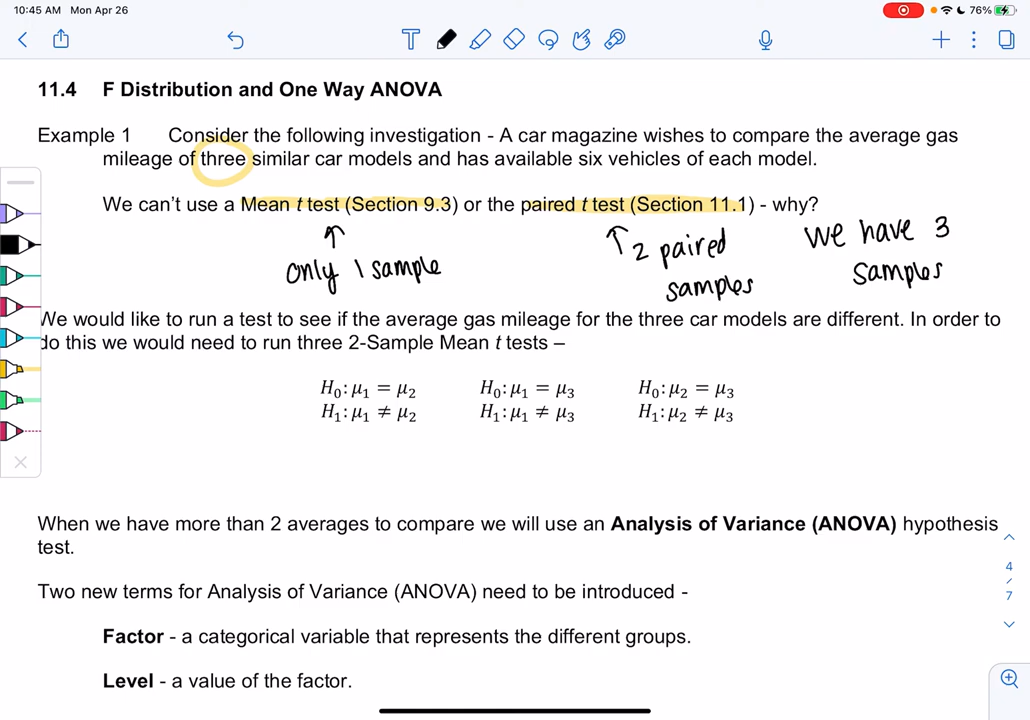 10:45 AM Mon Apr 26
76%
T
11.4 F Distribution and One Way ANOVA
Example 1 Consider the following investigation - A car magazine wishes to compare the average gas
mileage of three similar car models and has available six vehicles of each model.
We can't use a Mean t test (Section 9.3) or the paired t test (Section 11.1) - why?
only 1 sample
2 paired
samples
we have 3
samples
We would like to run a test to see if the average gas mileage for the three car models are different. In order to
do this we would need to run three 2-Sample Mean t tests –
H₀: μ₁ = μ₂ H₀: μ₁ = μ₃ H₀: μ₂ = μ₃
H₁: μ₁ ≠ μ₂ H₁: μ₁ ≠ μ₃ H₁: μ₂ ≠ μ₃
When we have more than 2 averages to compare we will use an Analysis of Variance (ANOVA) hypothesis
test.
Two new terms for Analysis of Variance (ANOVA) need to be introduced -
Factor - a categorical variable that represents the different groups.
Level - a value of the factor.
4
/
7